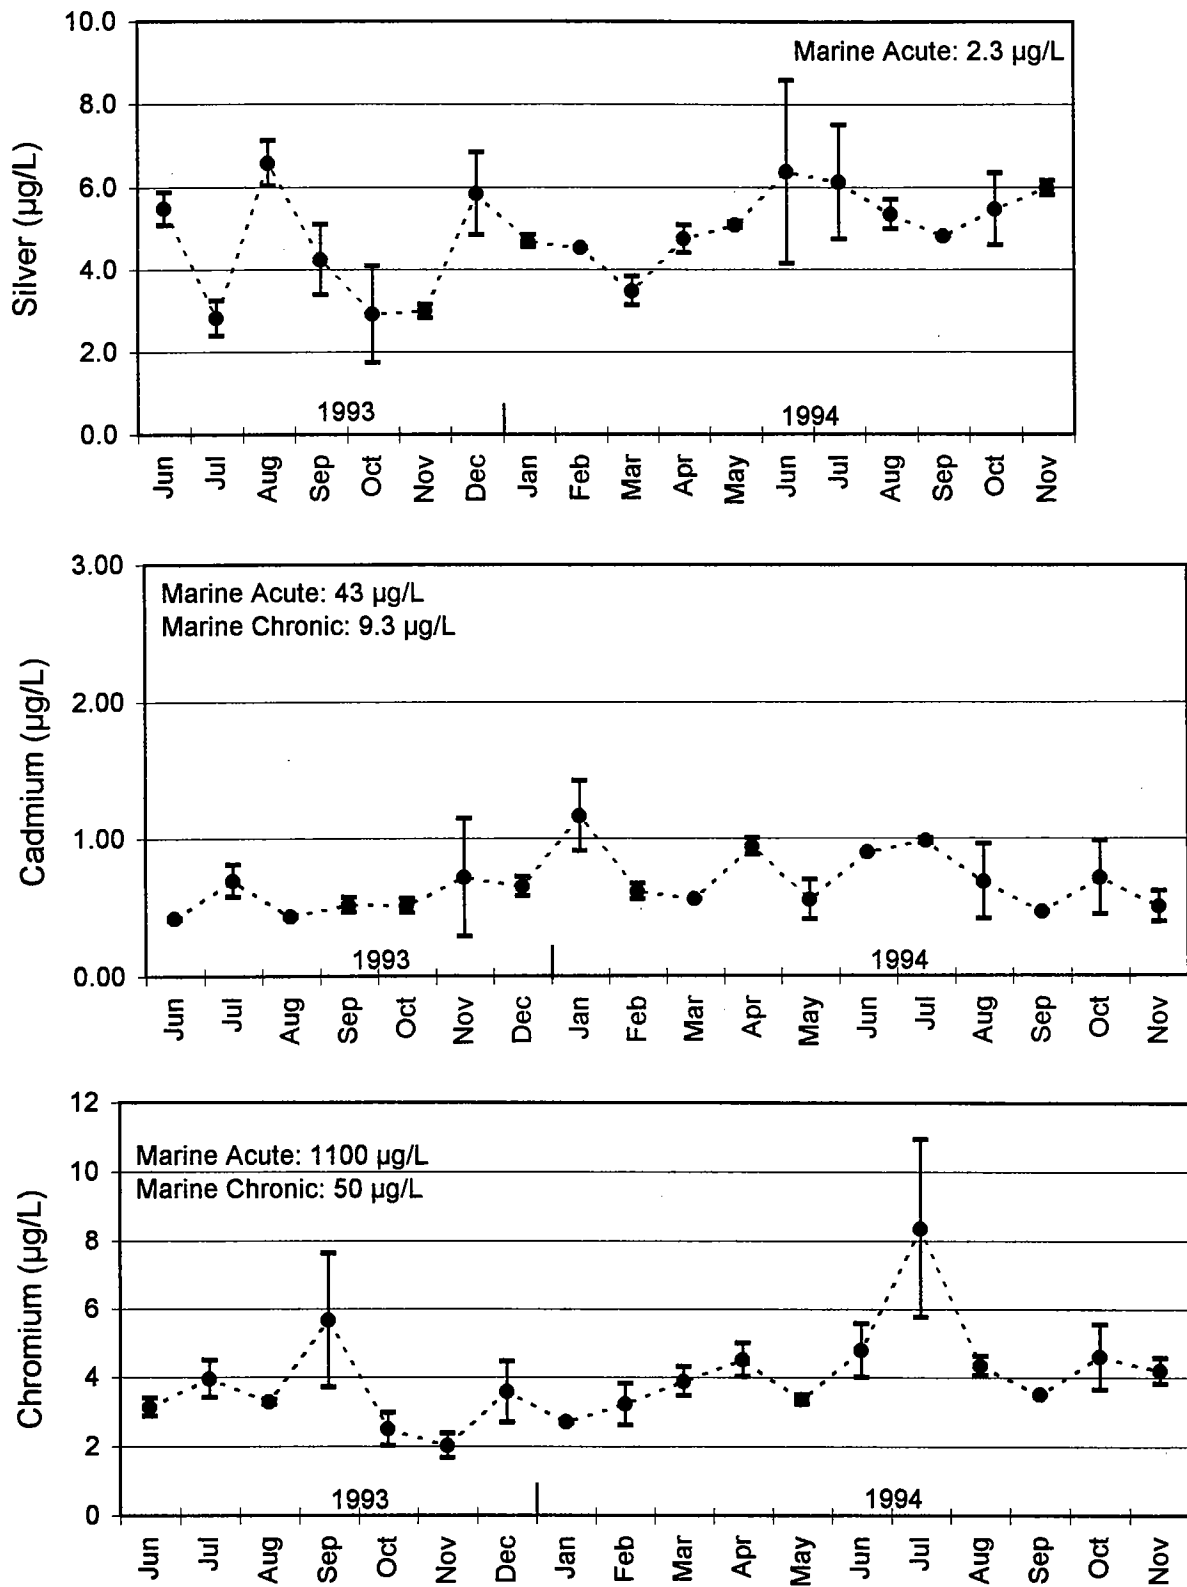 10.0
Marine Acute: 2.3 µg/L
8.0
6.0
4.0
2.0
0.0
Silver (µg/L)
1993
1994
Jun Jul Aug Sep Oct Nov Dec Jan Feb Mar Apr May Jun Jul Aug Sep Oct Nov
3.00
Marine Acute: 43 µg/L
Marine Chronic: 9.3 µg/L
2.00
1.00
0.00
Cadmium (µg/L)
1993
1994
Jun Jul Aug Sep Oct Nov Dec Jan Feb Mar Apr May Jun Jul Aug Sep Oct Nov
12
Marine Acute: 1100 µg/L
10
Marine Chronic: 50 µg/L
8
6
4
2
0
Chromium (µg/L)
1993
1994
Jun Jul Aug Sep Oct Nov Dec Jan Feb Mar Apr May Jun Jul Aug Sep Oct Nov